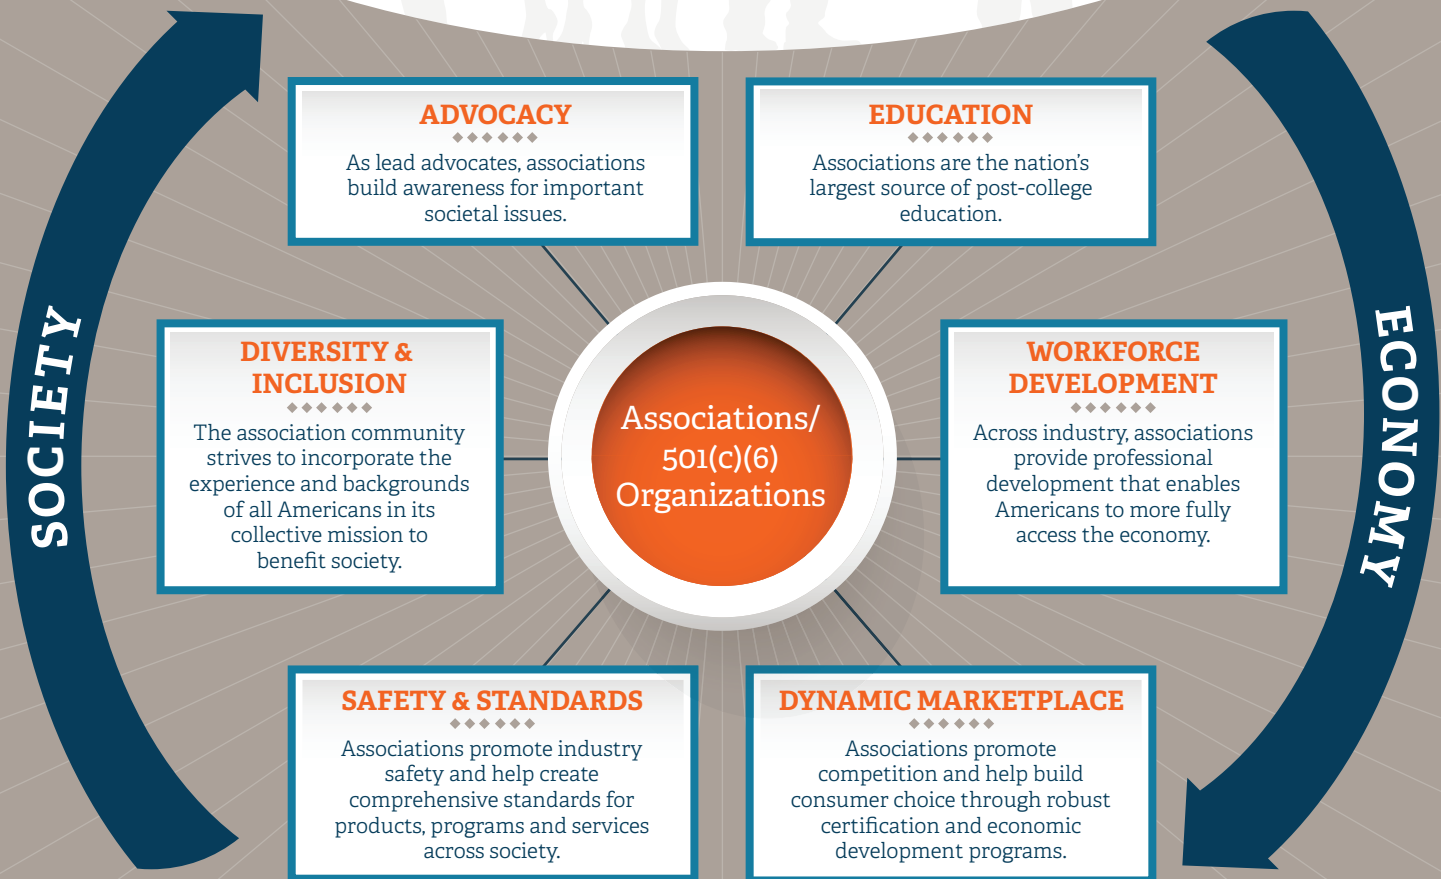 ADVOCACY
As lead advocates, associations
build awareness for important
societal issues.
EDUCATION
Associations are the nation’s
largest source of post-college
education.
SOCIETY
DIVERSITY &
INCLUSION
The association community
strives to incorporate the
experience and backgrounds
of all Americans in its
collective mission to
benefit society.
Associations/
501(c)(6)
Organizations
WORKFORCE
DEVELOPMENT
Across industry, associations
provide professional
development that enables
Americans to more fully
access the economy.
ECONOMY
SAFETY & STANDARDS
Associations promote industry
safety and help create
comprehensive standards for
products, programs and services
across society.
DYNAMIC MARKETPLACE
Associations promote
competition and help build
consumer choice through robust
certification and economic
development programs.